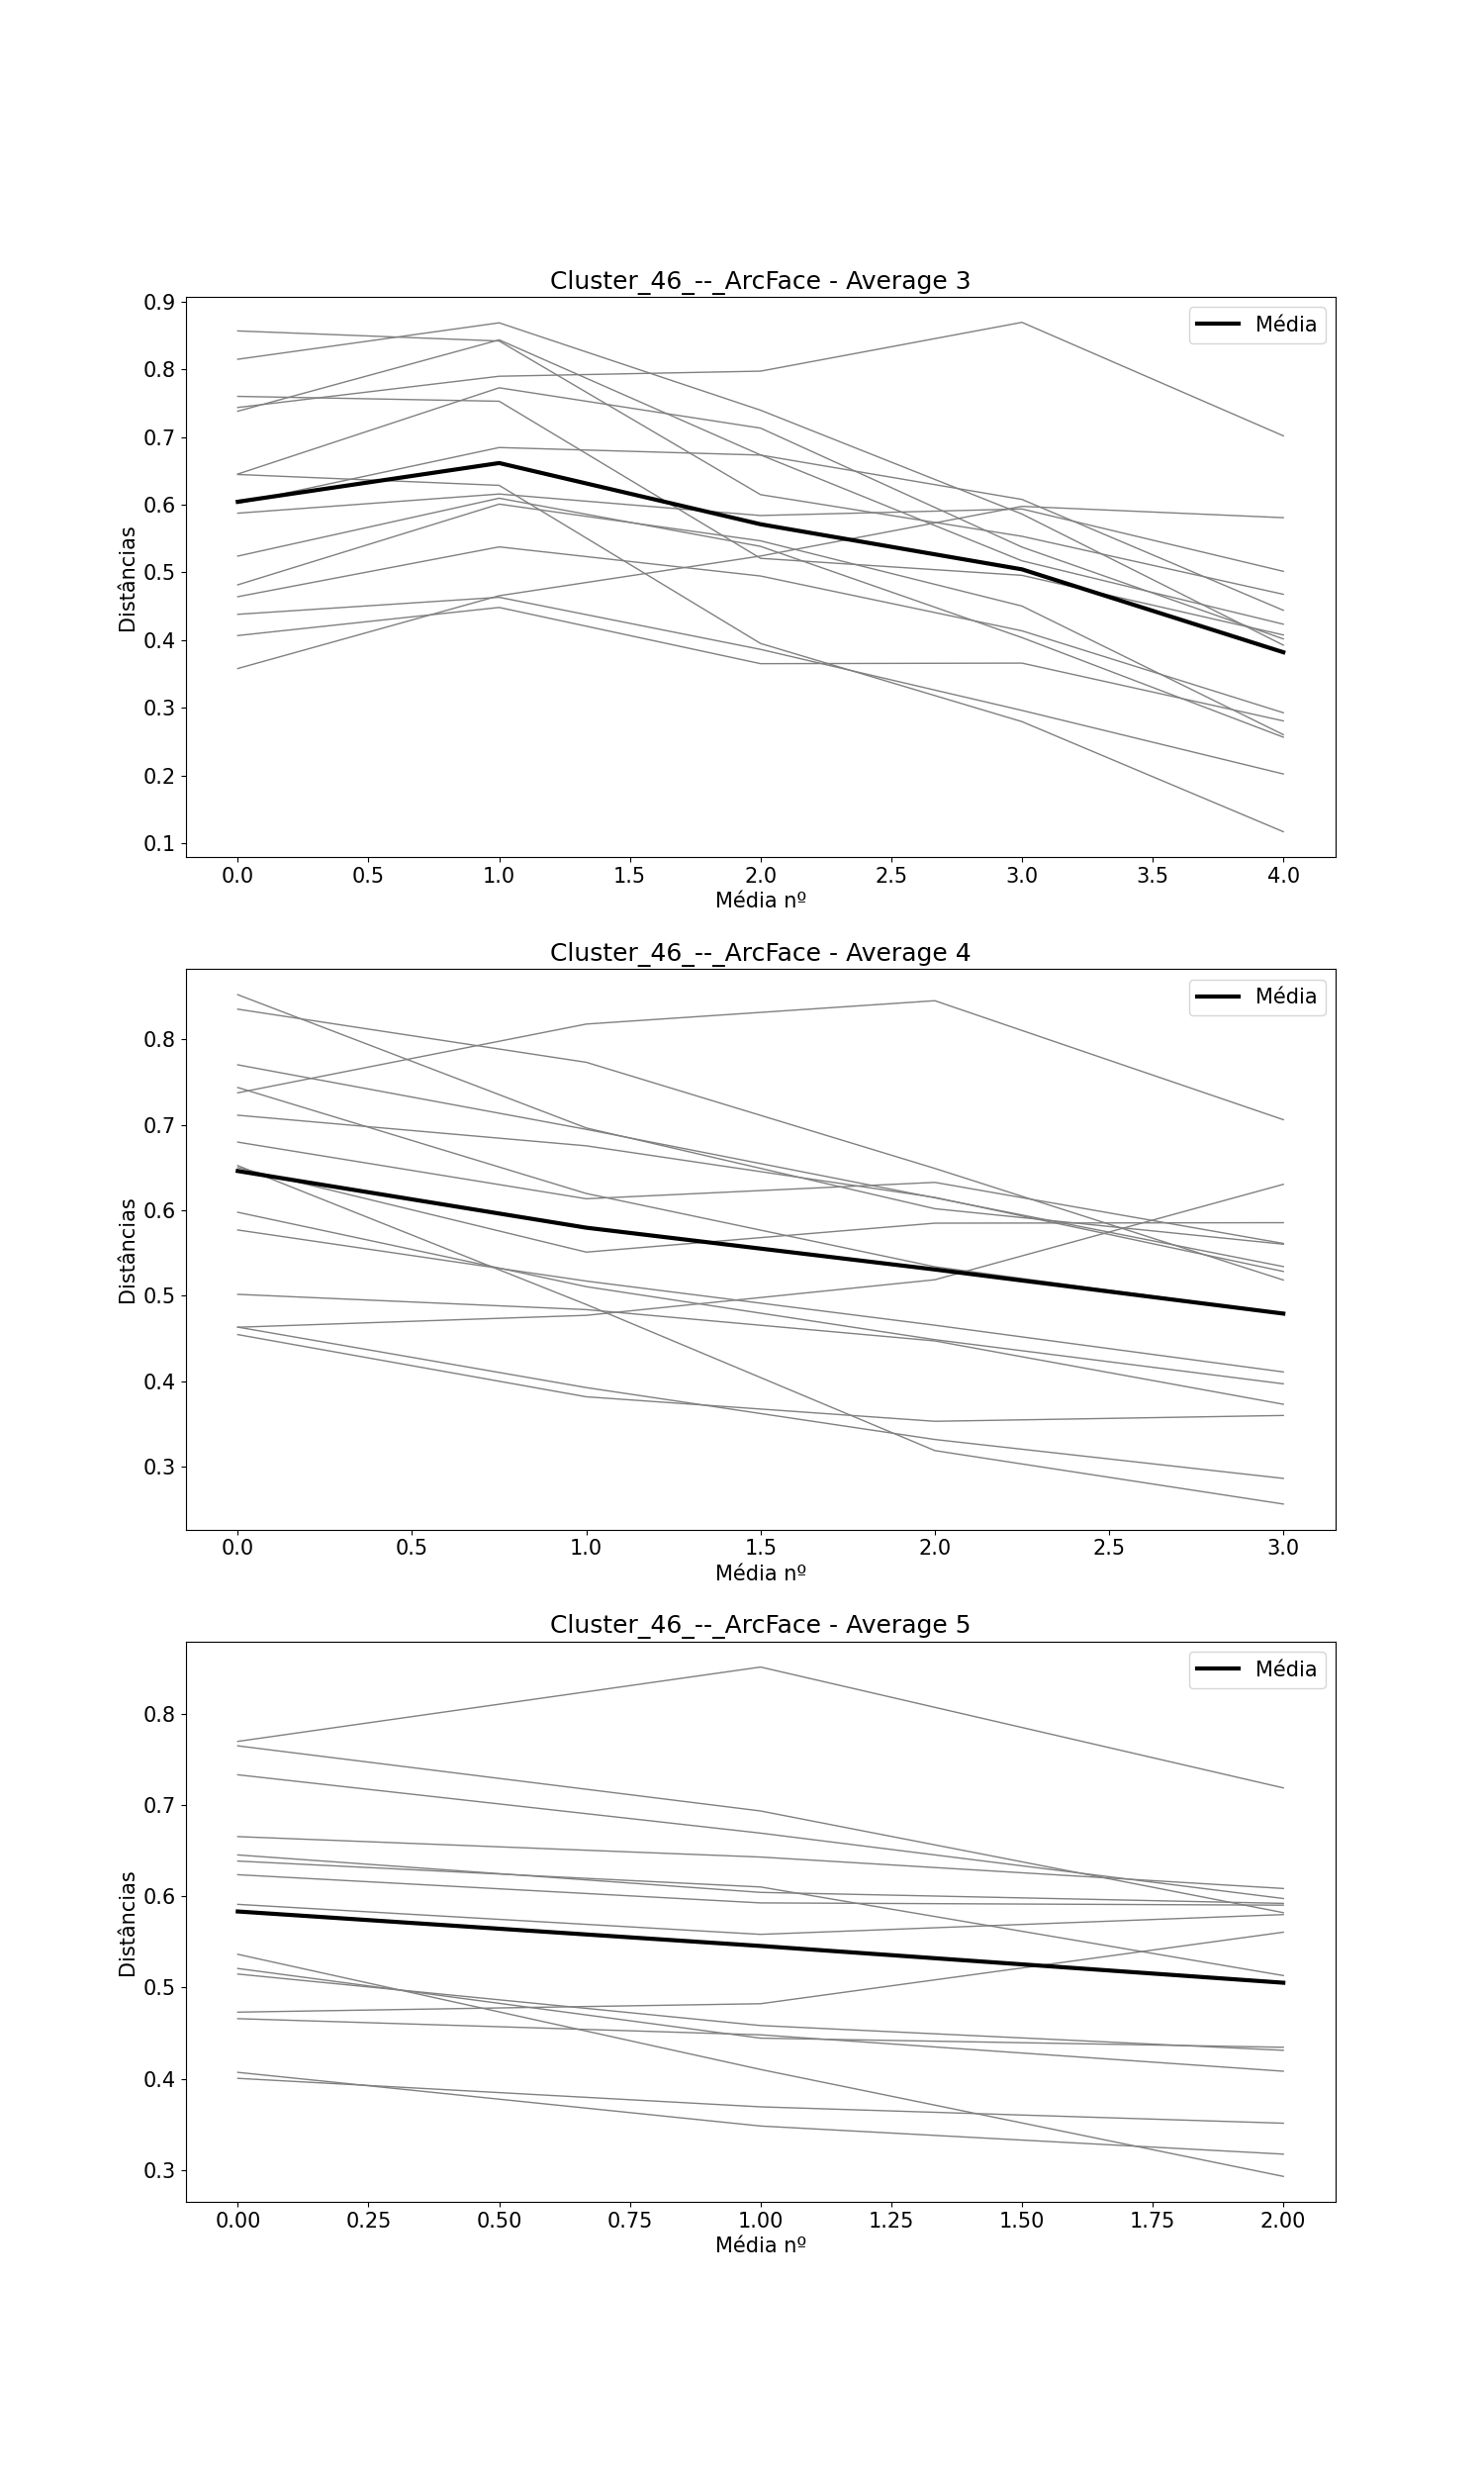 Cluster_46_--_ArcFace - Average 3
Média
0.9
0.8
0.7
0.6
0.5
0.4
0.3
0.2
0.1
Distâncias
0.0 0.5 1.0 1.5 2.0 2.5 3.0 3.5 4.0
Média nº
Cluster_46_--_ArcFace - Average 4
Média
0.8
0.7
0.6
0.5
0.4
0.3
Distâncias
0.0 0.5 1.0 1.5 2.0 2.5 3.0
Média nº
Cluster_46_--_ArcFace - Average 5
Média
0.8
0.7
0.6
0.5
0.4
0.3
Distâncias
0.00 0.25 0.50 0.75 1.00 1.25 1.50 1.75 2.00
Média nº